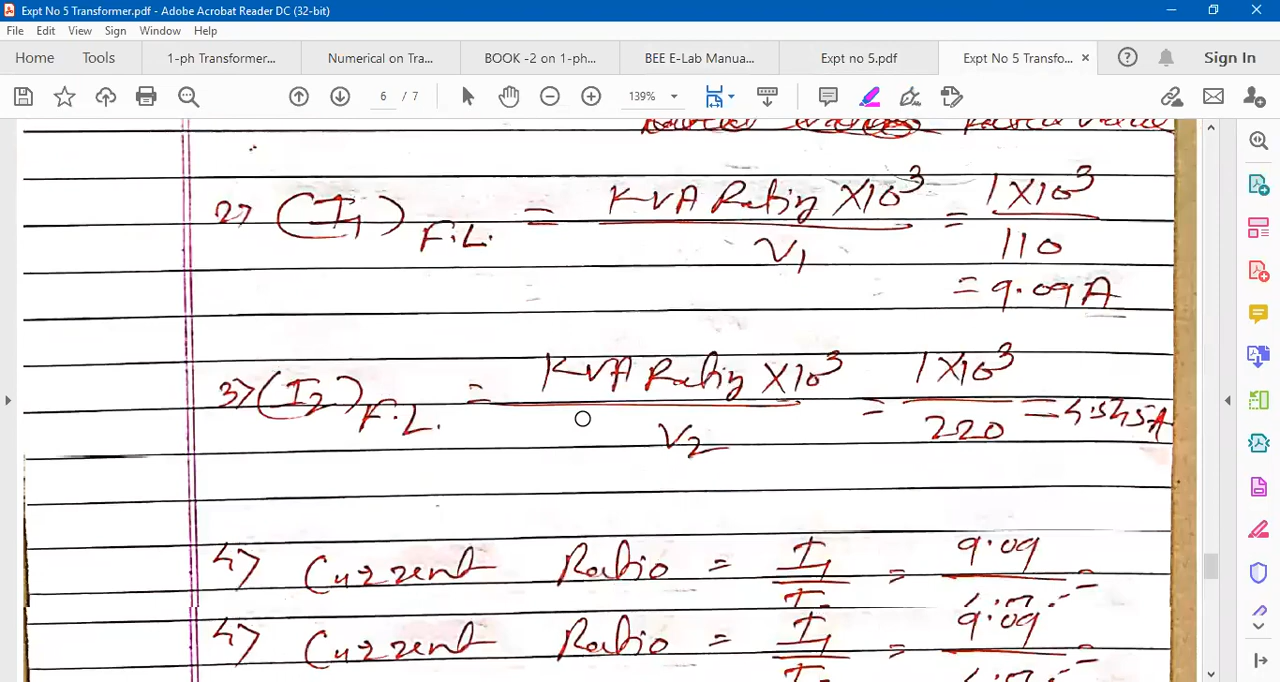 Expt No 5 Transformer.pdf - Adobe Acrobat Reader DC (32-bit)
File Edit View Sign Window Help
Home Tools 1-ph Transformer... Numerical on Tra... BOOK -2 on 1-ph... BEE E-Lab Manua... Expt no 5.pdf Expt No 5 Transfo... × Sign In
6 / 7 139%
2> (I1) F.L. = KVA Rating X10^3 / V1 = 1X10^3 / 110
= 9.09 A
3> (I2) F.L. = KVA Rating X10^3 / V2 = 1X10^3 / 220 = 4.545A
4> Current Ratio = I1 / = 9.09 / =
4> Current Ratio = I1 / = 9.09 / =